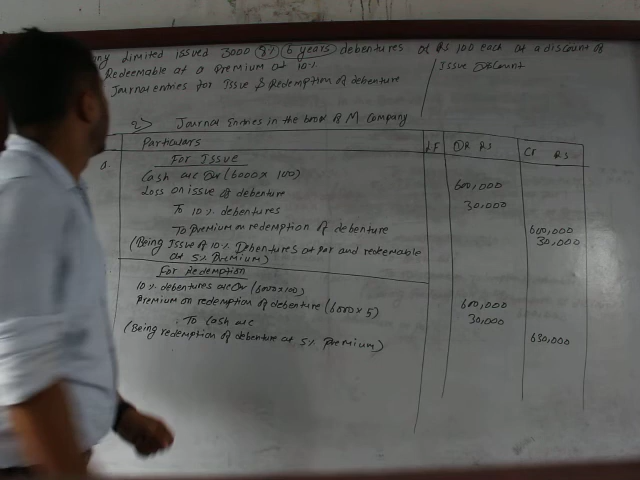 ny Limited issued 3000 8% 6 years debentures at Rs 100 each at a discount of
Redeemable at a Premium at 10%
Issue Discount
Journal entries for Issue & Redemption of debenture
Journal Entries in the book of M Company
Particulars LF DR RS Cr RS
For Issue
Cash a/c Dr (6000 x 100) 600,000
Loss on issue of debenture 30,000
To 10% debentures 600,000
To Premium on redemption of debenture 30,000
(Being Issue of 10% Debentures at par and redeemable
at 5% Premium)
For Redemption
10% debentures a/c Dr (6000x100) 600,000
Premium on redemption of debenture (6000 x 5) 30,000
To Cash a/c 630,000
(Being redemption of debenture at 5% Premium)